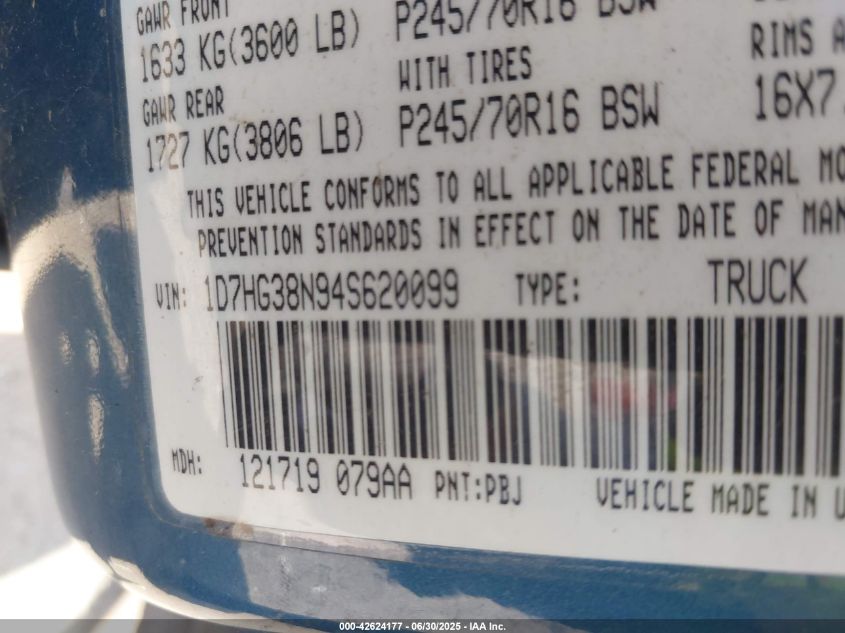 GAWR FRONT
1633 KG(3600 LB) P245/70R16 BSW
WITH TIRES RIMS A
GAWR REAR
1727 KG(3806 LB) P245/70R16 BSW 16X7.
THIS VEHICLE CONFORMS TO ALL APPLICABLE FEDERAL MO
PREVENTION STANDARDS IN EFFECT ON THE DATE OF MAN
VIN: 1D7HG38N94S620099 TYPE: TRUCK
MDH: 121719 079AA PNT:PBJ VEHICLE MADE IN U
000-42624177 - 06/30/2025 - IAA Inc.